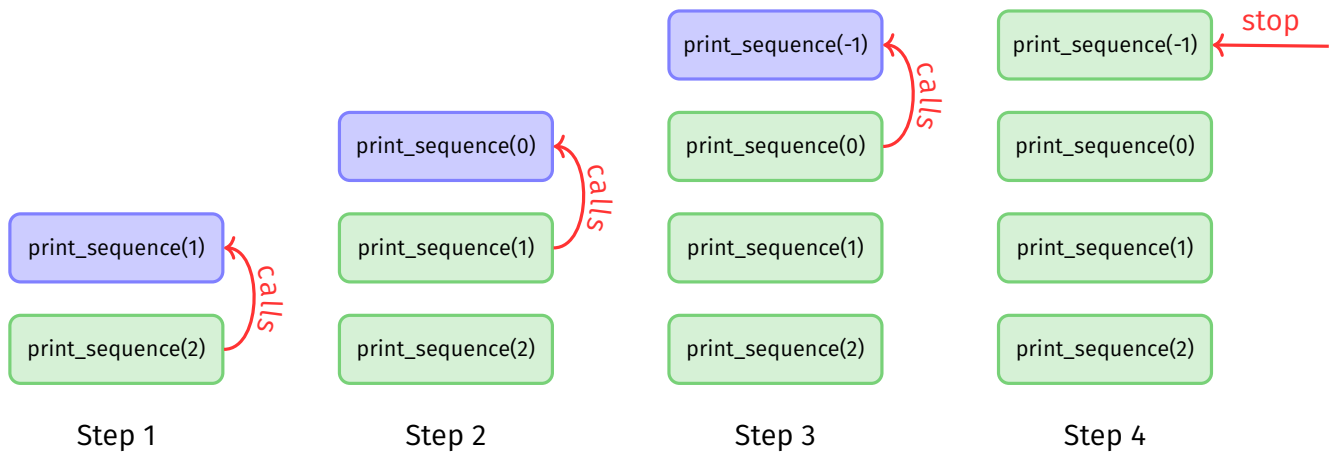 print_sequence(1)
calls
print_sequence(2)
Step 1
print_sequence(0)
calls
print_sequence(1)
print_sequence(2)
Step 2
print_sequence(-1)
calls
print_sequence(0)
print_sequence(1)
print_sequence(2)
Step 3
stop
print_sequence(-1)
print_sequence(0)
print_sequence(1)
print_sequence(2)
Step 4